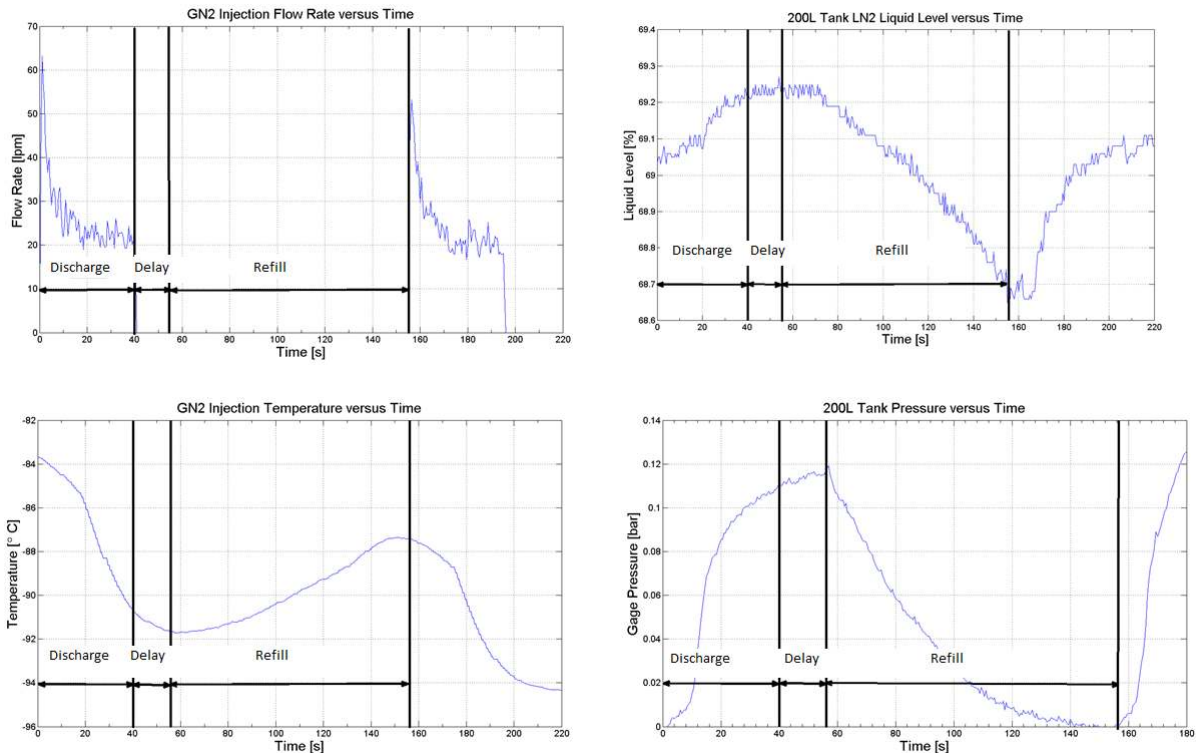 GN2 Injection Flow Rate versus Time
70
60
50
40
30
20
10
0
Flow Rate [lpm]
Discharge Delay Refill
0 20 40 60 80 100 120 140 160 180 200 220
Time [s]
200L Tank LN2 Liquid Level versus Time
69.4
69.3
69.2
69.1
69
68.9
68.8
68.7
68.6
Liquid Level [%]
Discharge Delay Refill
0 20 40 60 80 100 120 140 160 180 200 220
Time [s]
GN2 Injection Temperature versus Time
-82
-84
-86
-88
-90
-92
-94
-96
Temperature [° C]
Discharge Delay Refill
0 20 40 60 80 100 120 140 160 180 200 220
Time [s]
200L Tank Pressure versus Time
0.14
0.12
0.1
0.08
0.06
0.04
0.02
0
Gage Pressure [bar]
Discharge Delay Refill
0 20 40 60 80 100 120 140 160 180
Time [s]